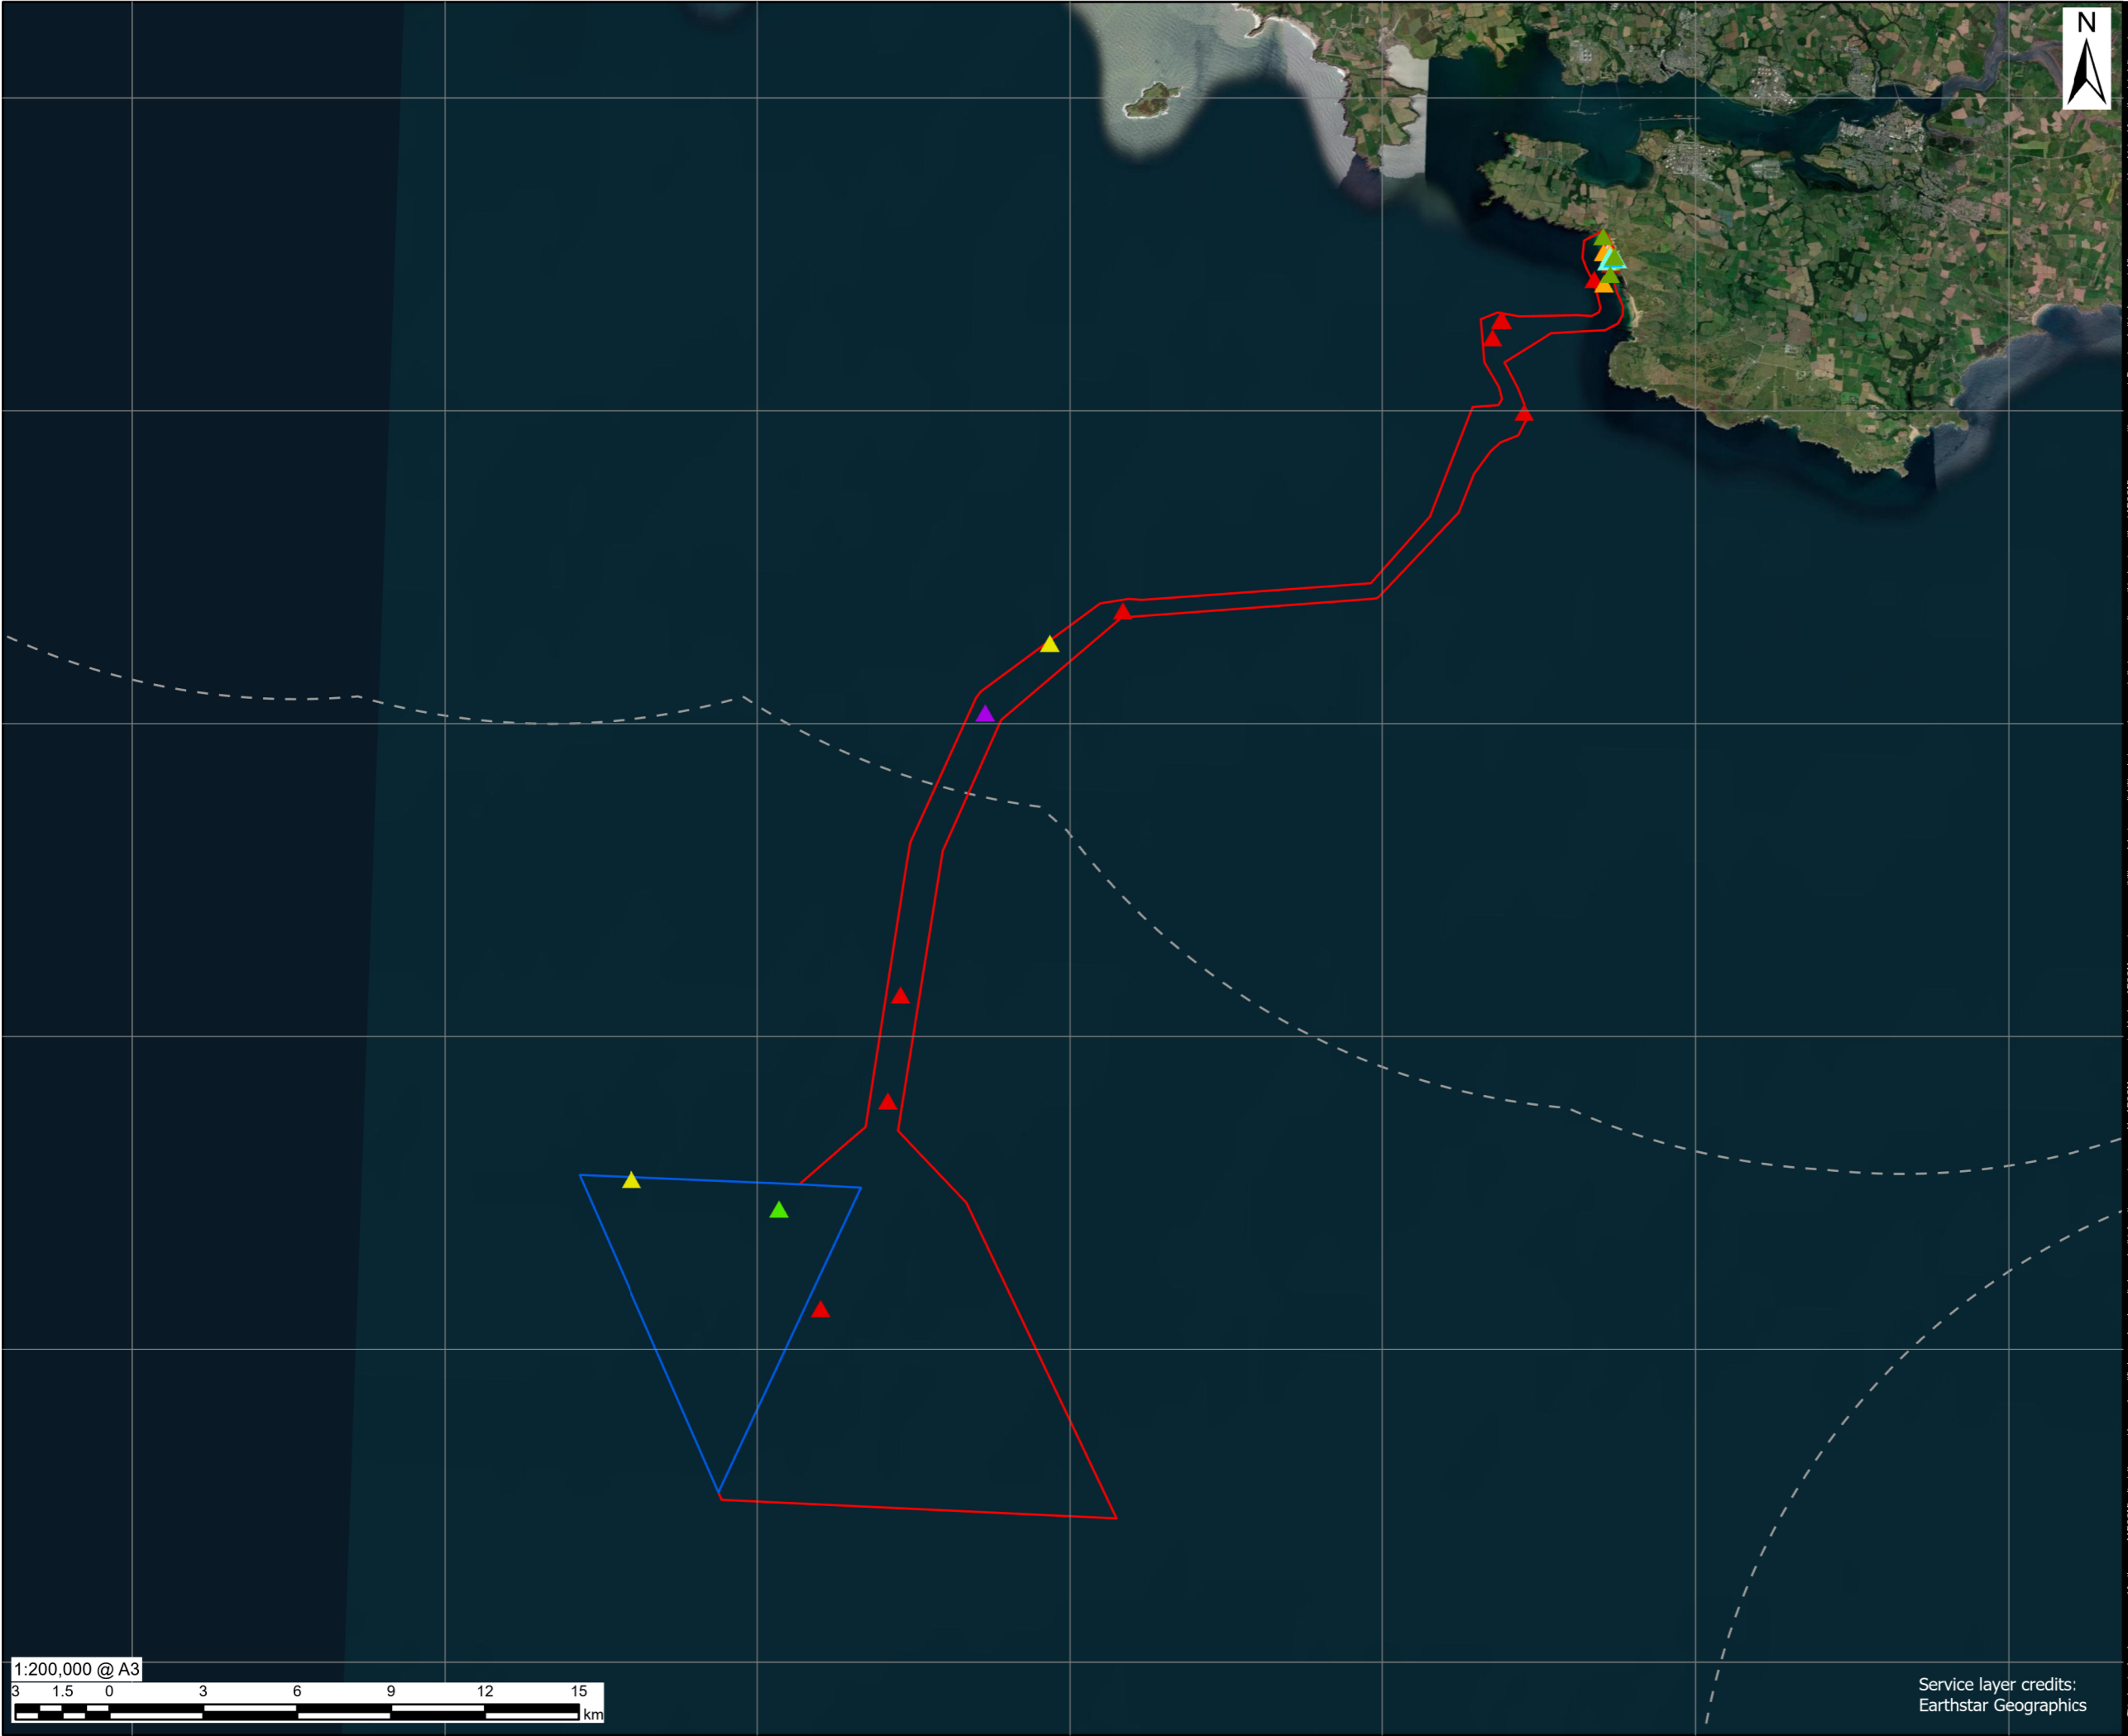 N
1:200,000 @ A3
3 1.5 0 3 6 9 12 15
km
Service layer credits:
Earthstar Geographics